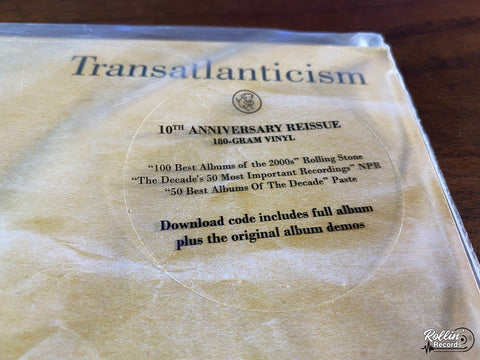 Transatlanticism
10TH ANNIVERSARY REISSUE
180-GRAM VINYL
“100 Best Albums of the 2000s” Rolling Stone
“The Decade's 50 Most Important Recordings” NPR
“50 Best Albums Of The Decade” Paste
Download code includes full album
plus the original album demos
Rollin'
Records